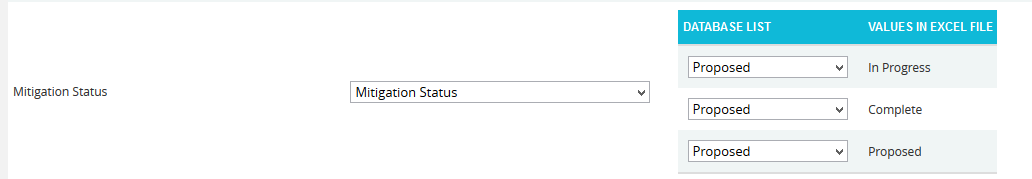 DATABASE LIST VALUES IN EXCEL FILE
Proposed In Progress
Mitigation Status Mitigation Status
Proposed Complete
Proposed Proposed